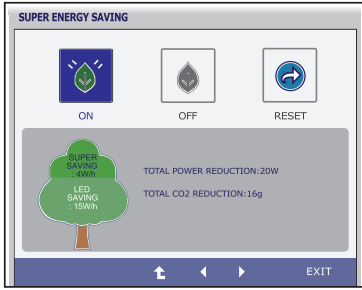 SUPER ENERGY SAVING
ON
OFF
RESET
SUPER
SAVING
: 4W/h
LED
SAVING
: 15W/h
TOTAL POWER REDUCTION:20W
TOTAL CO2 REDUCTION:16g
EXIT